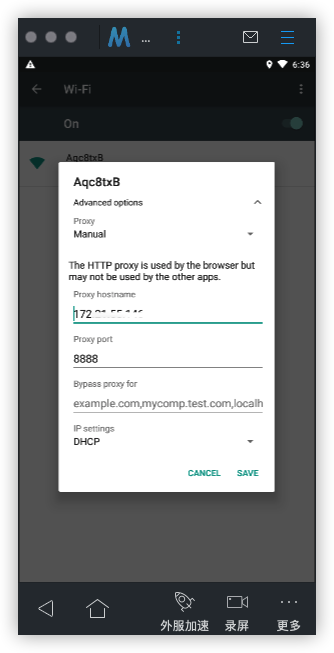 M ...
6:36
Wi-Fi
On
Aqc8txB
Aqc8txB
Advanced options
Proxy
Manual
The HTTP proxy is used by the browser but
may not be used by the other apps.
Proxy hostname
172
Proxy port
8888
Bypass proxy for
example.com,mycomp.test.com,localh
IP settings
DHCP
CANCEL SAVE
外服加速 录屏 更多